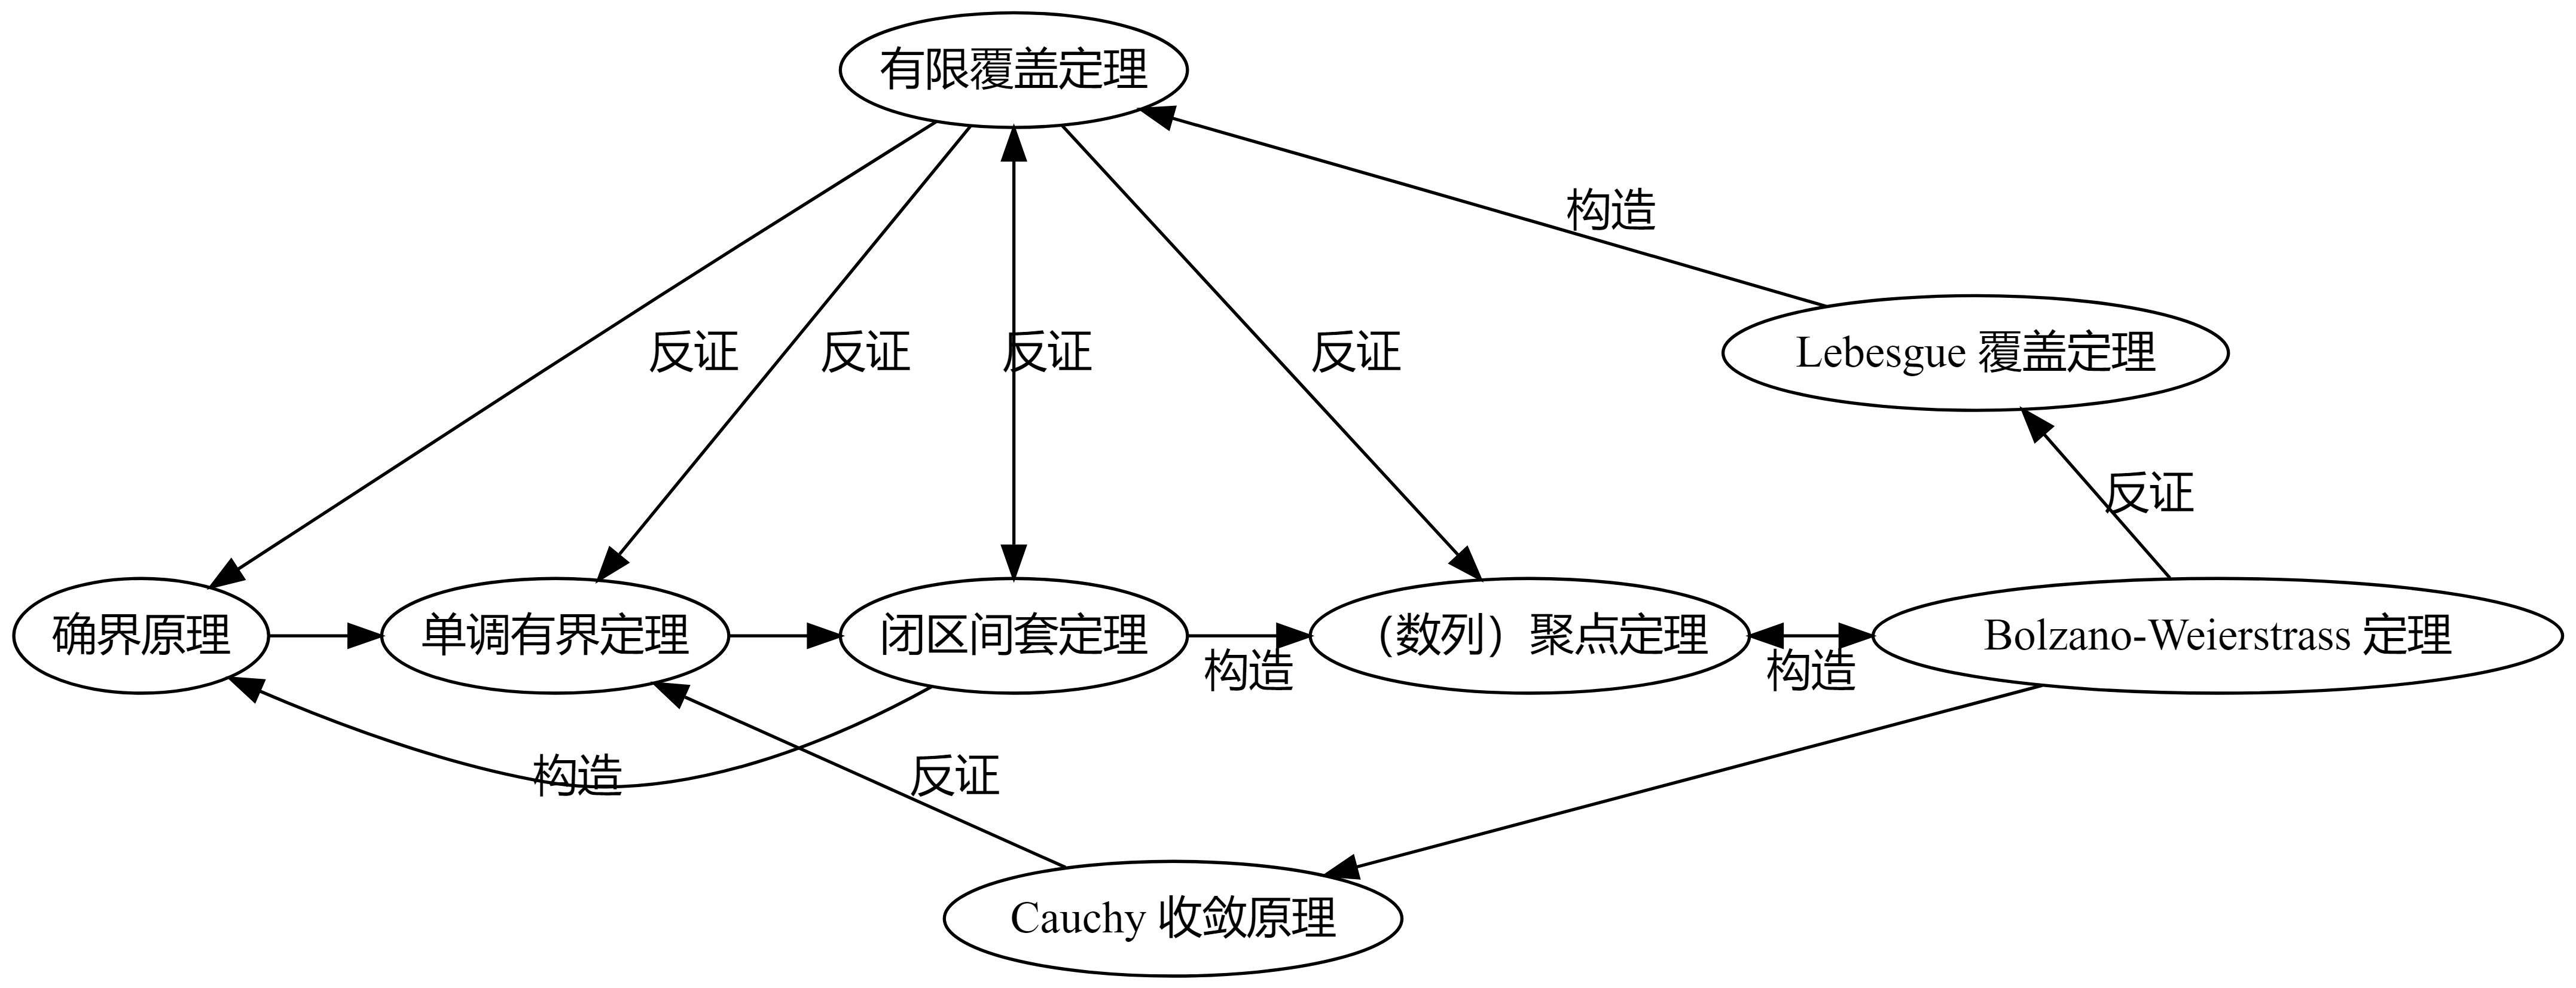 有限覆盖定理
构造
反证
反证
反证
反证
Lebesgue 覆盖定理
反证
确界原理
单调有界定理
闭区间套定理
（数列）聚点定理
Bolzano-Weierstrass 定理
构造
构造
构造
反证
Cauchy 收敛原理